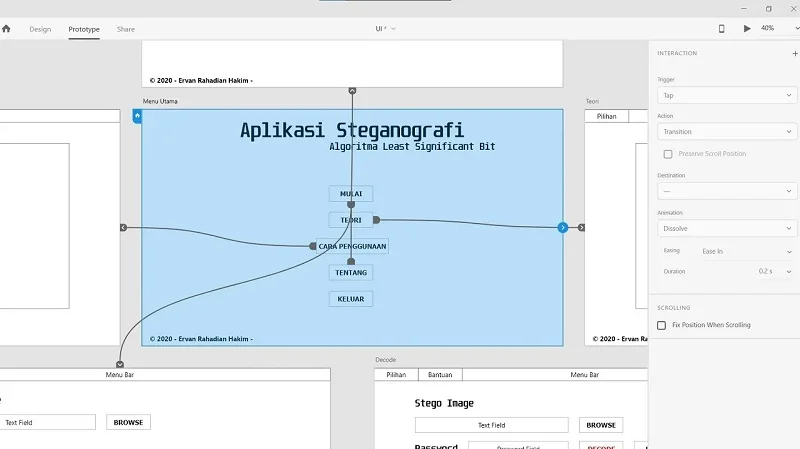 Design Prototype Share UI * 40%
INTERACTION
Trigger
Tap
Action
Transition
Preserve Scroll Position
Destination
—
Animation
Dissolve
Easing Ease In
Duration 0.2 s
SCROLLING
Fix Position When Scrolling
© 2020 - Ervan Rahadian Hakim -
Menu Utama
Aplikasi Steganografi
Algoritma Least Significant Bit
MULAI
TEORI
CARA PENGGUNAAN
TENTANG
KELUAR
© 2020 - Ervan Rahadian Hakim -
Teori
Pilihan
© 2020 - Ervan Ra
Menu Bar
Text Field BROWSE
Decode
Pilihan Bantuan Menu Bar
Stego Image
Text Field BROWSE
Password Password Field DECODE